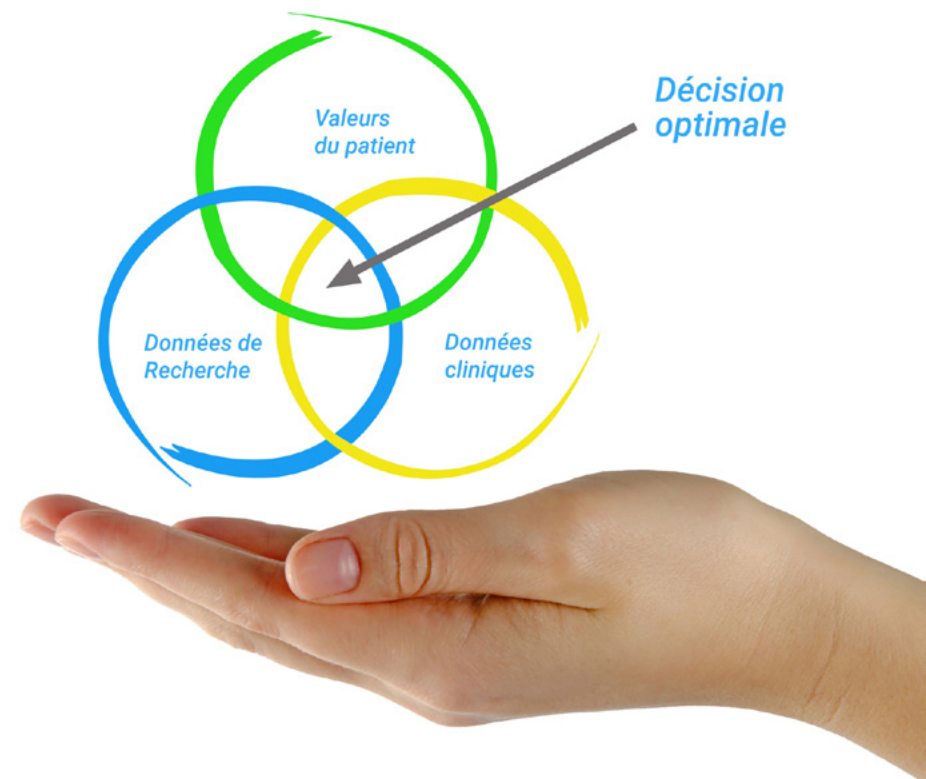 Valeurs
du patient
Décision
optimale
Données de
Recherche
Données
cliniques